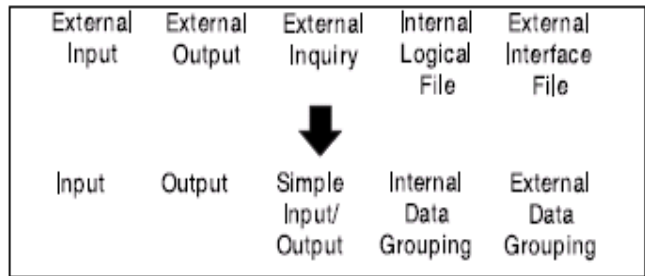 External External External Internal External
Input Output Inquiry Logical Interface
File File
Input Output Simple Internal External
Input/ Data Data
Output Grouping Grouping